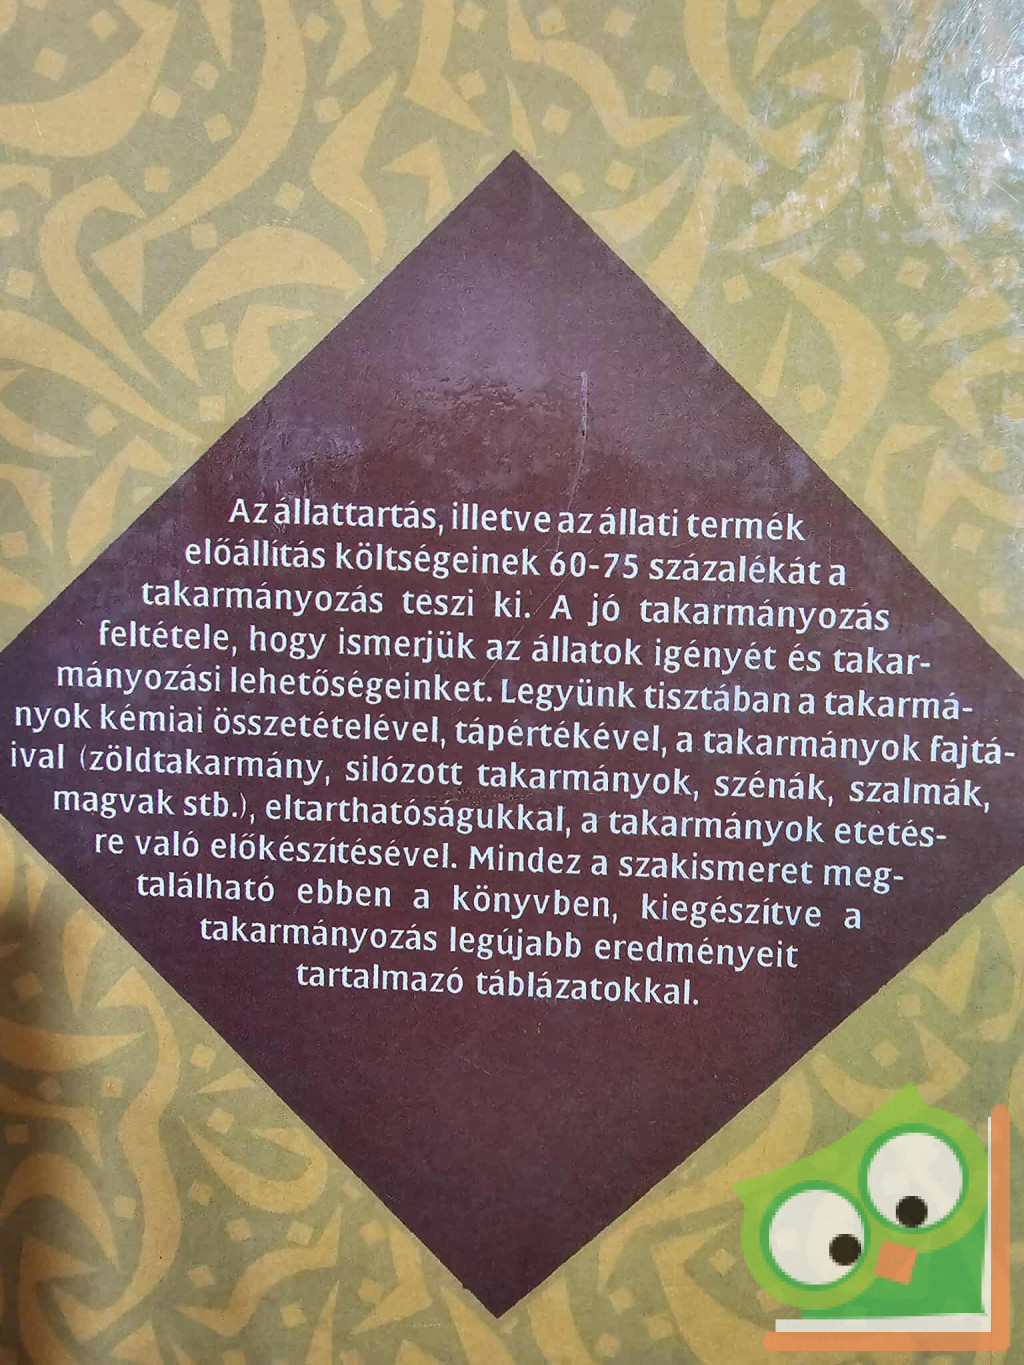 Az állattartás, illetve az állati termék
előállítás költségeinek 60-75 százalékát a
takarmányozás teszi ki. A jó takarmányozás
feltétele, hogy ismerjük az állatok igényét és takar-
mányozási lehetőségeinket. Legyünk tisztában a takarmá-
nyok kémiai összetételével, tápértékével, a takarmányok fajtá-
ival (zöldtakarmány, silózott takarmányok, szénák, szalmák,
magvak stb.), eltarthatóságukkal, a takarmányok etetés-
re való előkészítésével. Mindez a szakismeret meg-
található ebben a könyvben, kiegészítve a
takarmányozás legújabb eredményeit
tartalmazó táblázatokkal.